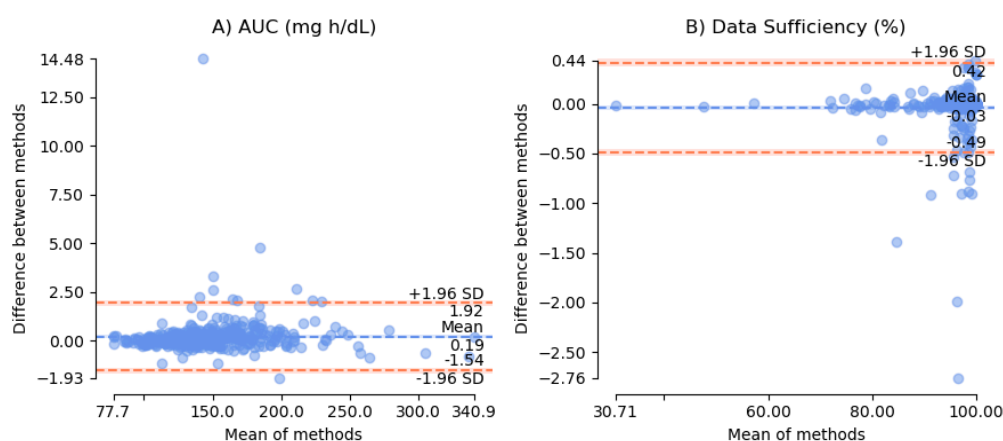 A) AUC (mg h/dL)
Difference between methods
14.48
12.50
10.00
7.50
5.00
2.50
0.00
−1.93
+1.96 SD
1.92
Mean
0.19
-1.54
-1.96 SD
77.7
150.0
200.0
250.0
300.0
340.9
Mean of methods
B) Data Sufficiency (%)
Difference between methods
0.44
0.00
−0.50
−1.00
−1.50
−2.00
−2.50
−2.76
+1.96 SD
0.42
Mean
-0.03
-0.49
-1.96 SD
30.71
60.00
80.00
100.00
Mean of methods